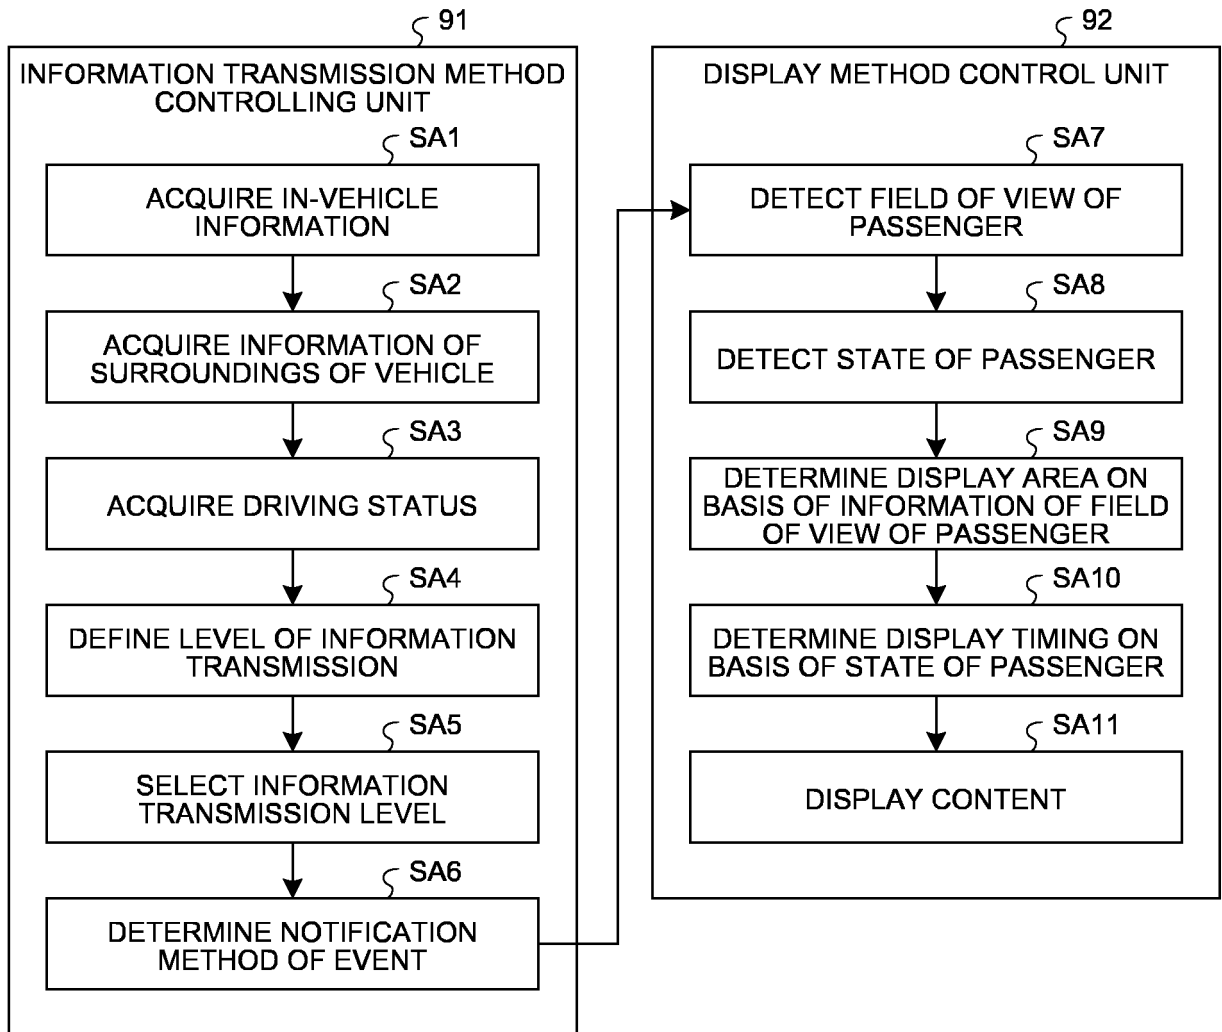 91
INFORMATION TRANSMISSION METHOD
CONTROLLING UNIT
SA1
ACQUIRE IN-VEHICLE
INFORMATION
SA2
ACQUIRE INFORMATION OF
SURROUNDINGS OF VEHICLE
SA3
ACQUIRE DRIVING STATUS
SA4
DEFINE LEVEL OF INFORMATION
TRANSMISSION
SA5
SELECT INFORMATION
TRANSMISSION LEVEL
SA6
DETERMINE NOTIFICATION
METHOD OF EVENT
92
DISPLAY METHOD CONTROL UNIT
SA7
DETECT FIELD OF VIEW OF
PASSENGER
SA8
DETECT STATE OF PASSENGER
SA9
DETERMINE DISPLAY AREA ON
BASIS OF INFORMATION OF FIELD
OF VIEW OF PASSENGER
SA10
DETERMINE DISPLAY TIMING ON
BASIS OF STATE OF PASSENGER
SA11
DISPLAY CONTENT